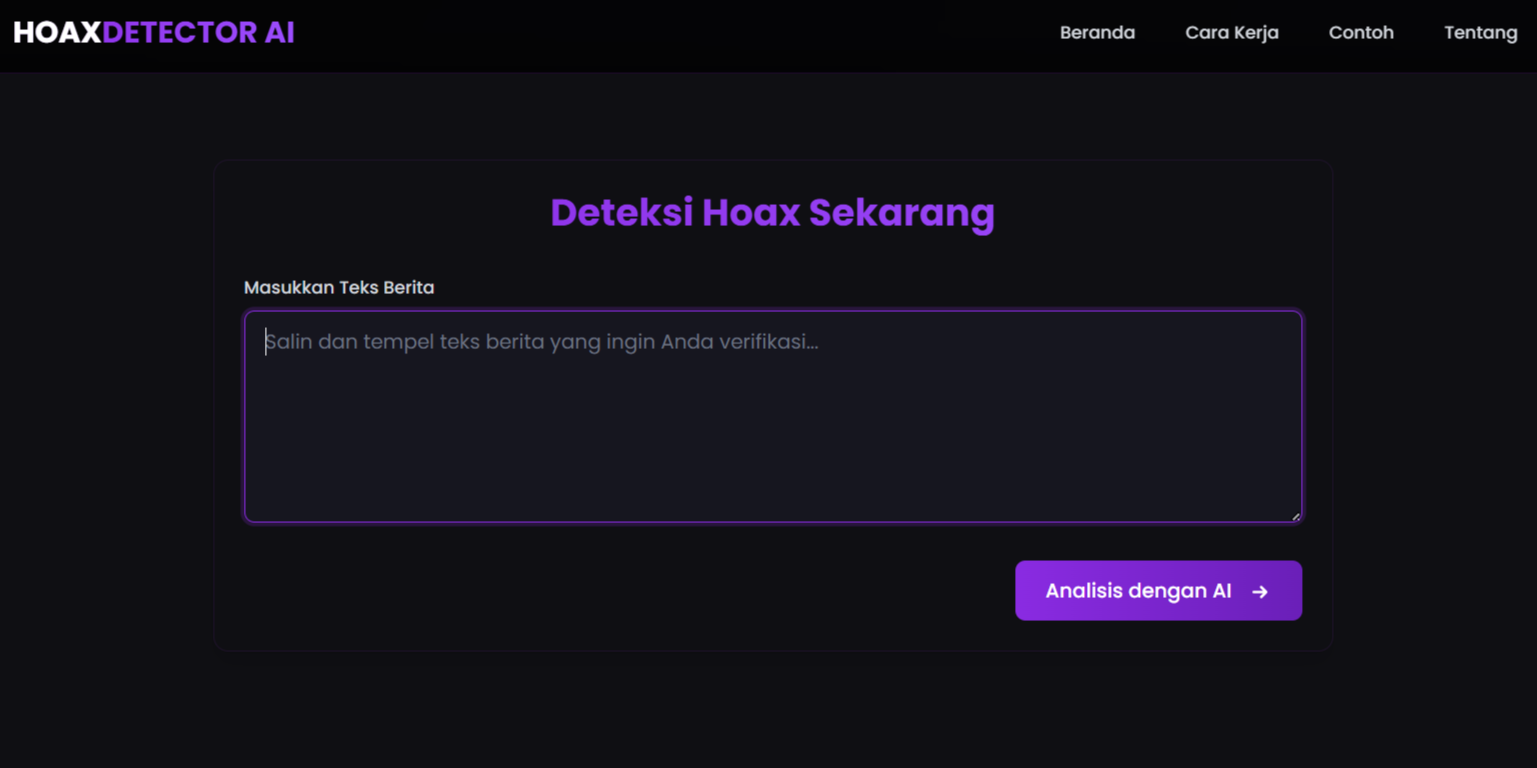 HOAXDETECTOR AI
Beranda Cara Kerja Contoh Tentang
Deteksi Hoax Sekarang
Masukkan Teks Berita
Salin dan tempel teks berita yang ingin Anda verifikasi...
Analisis dengan AI →